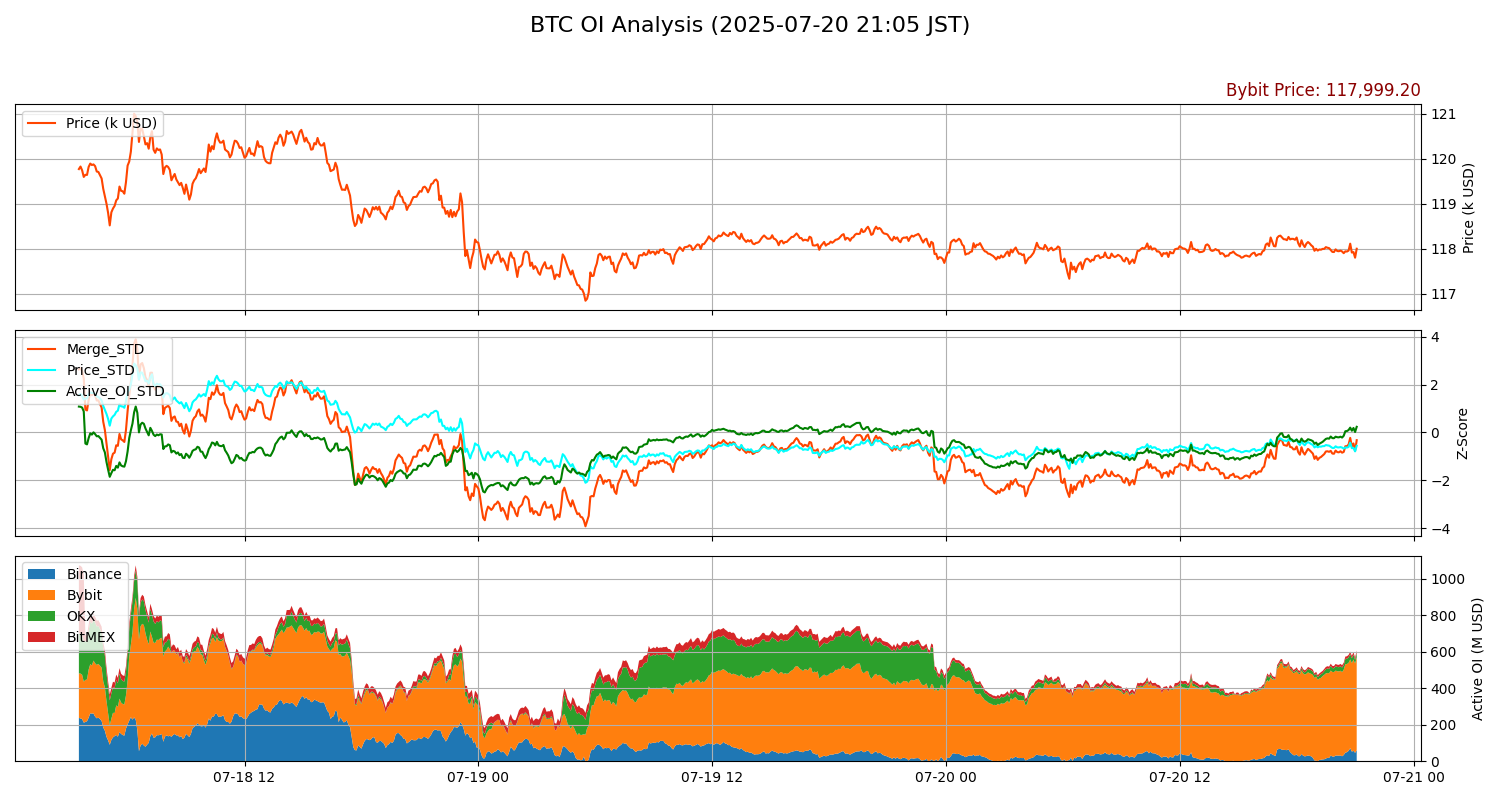 BTC OI Analysis (2025-07-20 21:05 JST)
Bybit Price: 117,999.20
Price (k USD)
121
120
119
118
117
Price (k USD)
Merge_STD
Price_STD
Active_OI_STD
4
2
0
−2
−4
Z-Score
Binance
Bybit
OKX
BitMEX
1000
800
600
400
200
0
Active OI (M USD)
07-18 12
07-19 00
07-19 12
07-20 00
07-20 12
07-21 00